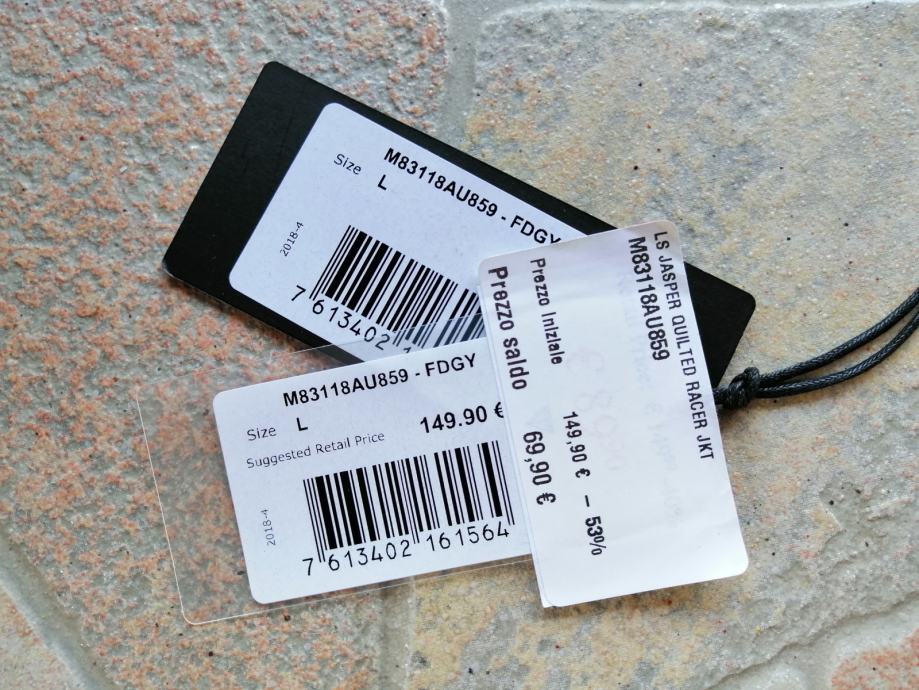 M83118AU859 - FDGY
Size L
2018-4
7 613402 1
M83118AU859 - FDGY
Size L
Suggested Retail Price 149.90 €
2018-4
7 613402 161564
LS JASPER QUILTED RACER JKT
M83118AU859
Prezzo Iniziale 149,90 € - 53%
Prezzo saldo 69,90 €